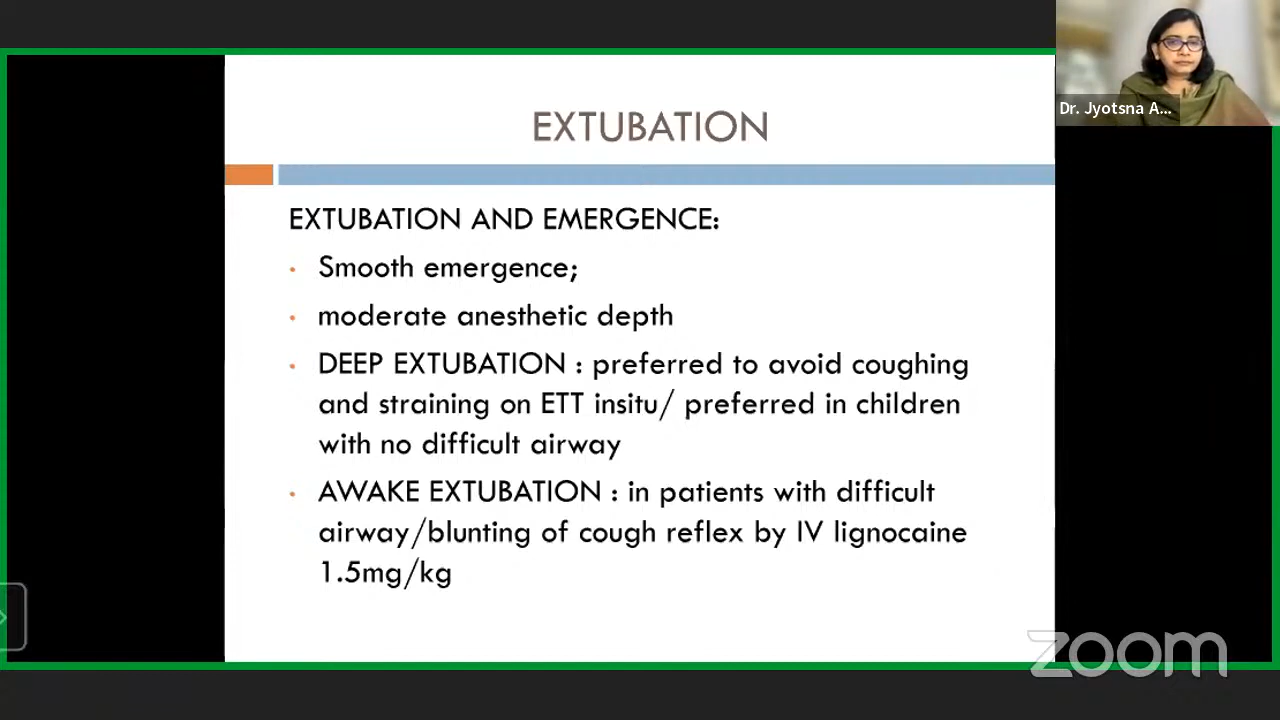 Dr. Jyotsna A...
EXTUBATION
EXTUBATION AND EMERGENCE:
• Smooth emergence;
• moderate anesthetic depth
• DEEP EXTUBATION : preferred to avoid coughing
and straining on ETT insitu/ preferred in children
with no difficult airway
• AWAKE EXTUBATION : in patients with difficult
airway/blunting of cough reflex by IV lignocaine
1.5mg/kg
zoom